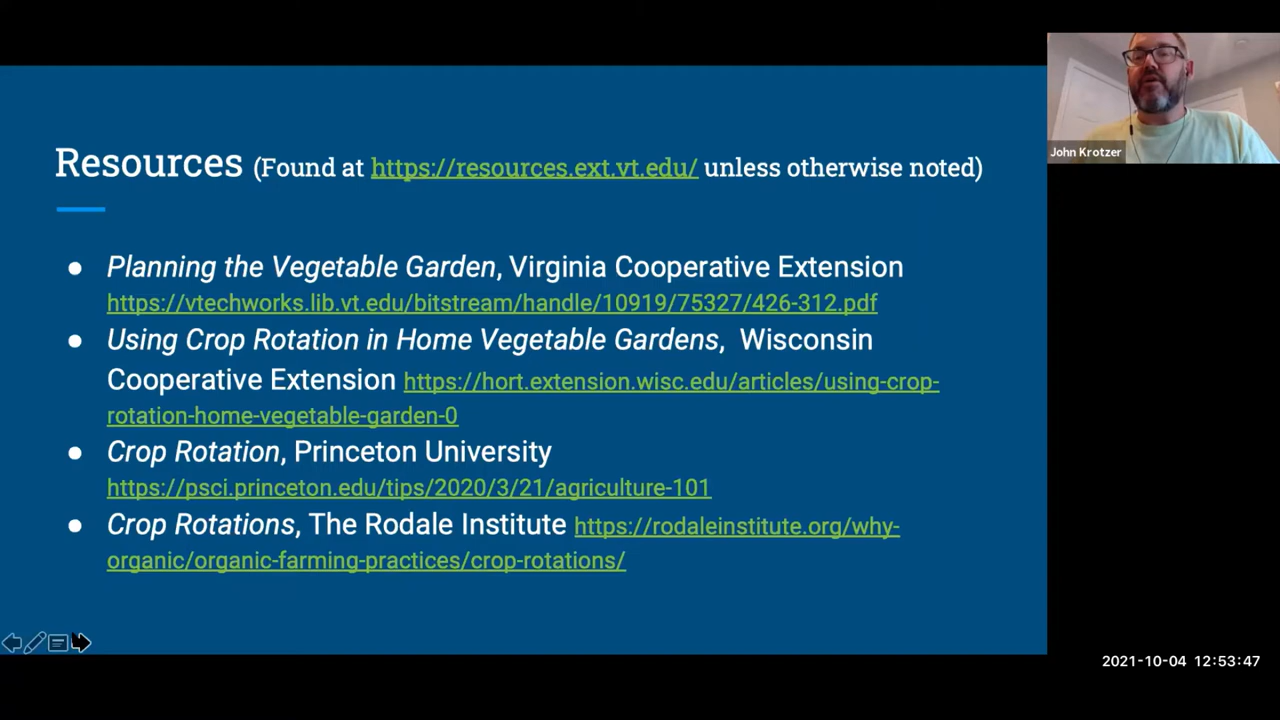 Resources (Found at https://resources.ext.vt.edu/ unless otherwise noted)
● Planning the Vegetable Garden, Virginia Cooperative Extension
https://vtechworks.lib.vt.edu/bitstream/handle/10919/75327/426-312.pdf
● Using Crop Rotation in Home Vegetable Gardens, Wisconsin
Cooperative Extension https://hort.extension.wisc.edu/articles/using-crop-
rotation-home-vegetable-garden-0
● Crop Rotation, Princeton University
https://psci.princeton.edu/tips/2020/3/21/agriculture-101
● Crop Rotations, The Rodale Institute https://rodaleinstitute.org/why-
organic/organic-farming-practices/crop-rotations/
John Krotzer
2021-10-04 12:53:47